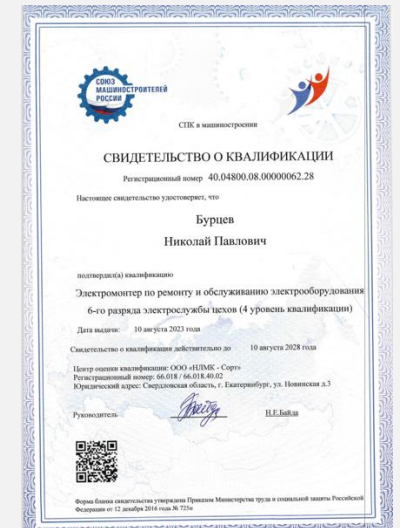 СОЮЗ
МАШИНОСТРОИТЕЛЕЙ
РОССИИ
СПК в машиностроении
СВИДЕТЕЛЬСТВО О КВАЛИФИКАЦИИ
Регистрационный номер 40.04800.08.00000062.28
Настоящее свидетельство удостоверяет, что
Бурцев
Николай Павлович
подтвердил(а) квалификацию
Электромонтер по ремонту и обслуживанию электрооборудования
6-го разряда электрослужбы цехов (4 уровень квалификации)
Дата выдачи: 10 августа 2023 года
Свидетельство о квалификации действительно до 10 августа 2028 года
Центр оценки квалификации: ООО «НЛМК - Сорт»
Регистрационный номер: 66.018 / 66.018.40.02
Юридический адрес: Свердловская область, г. Екатеринбург, ул. Новинская д.3
Руководитель Н.Е.Байда
Форма бланка свидетельства утверждена Приказом Министерства труда и социальной защиты Российской
Федерации от 12 декабря 2016 года № 725н